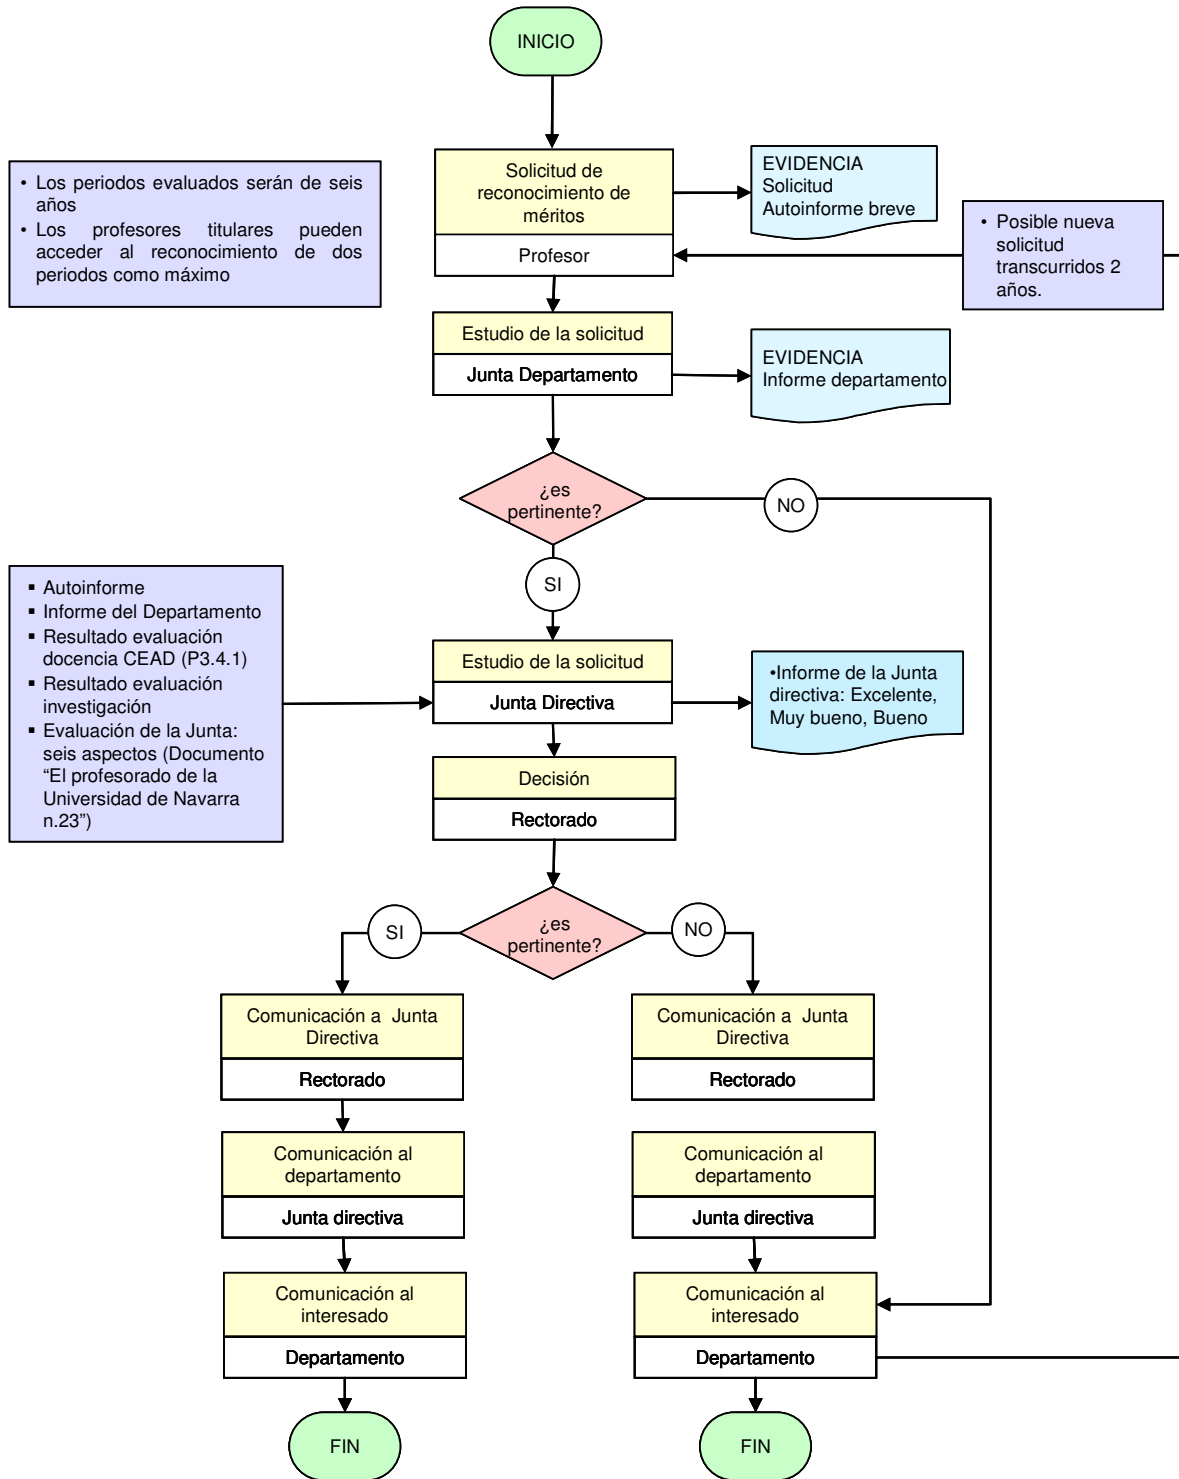 INICIO
• Los periodos evaluados serán de seis
años
• Los profesores titulares pueden
acceder al reconocimiento de dos
periodos como máximo
Solicitud de
reconocimiento de
méritos
Profesor
EVIDENCIA
Solicitud
Autoinforme breve
• Posible nueva
solicitud
transcurridos 2
años.
Estudio de la solicitud
Junta Departamento
EVIDENCIA
Informe departamento
¿es
pertinente?
NO
SI
▪ Autoinforme
▪ Informe del Departamento
▪ Resultado evaluación
docencia CEAD (P3.4.1)
▪ Resultado evaluación
investigación
▪ Evaluación de la Junta:
seis aspectos (Documento
“El profesorado de la
Universidad de Navarra
n.23”)
Estudio de la solicitud
Junta Directiva
•Informe de la Junta
directiva: Excelente,
Muy bueno, Bueno
Decisión
Rectorado
¿es
pertinente?
SI
NO
Comunicación a Junta
Directiva
Rectorado
Comunicación a Junta
Directiva
Rectorado
Comunicación al
departamento
Junta directiva
Comunicación al
departamento
Junta directiva
Comunicación al
interesado
Departamento
Comunicación al
interesado
Departamento
FIN
FIN